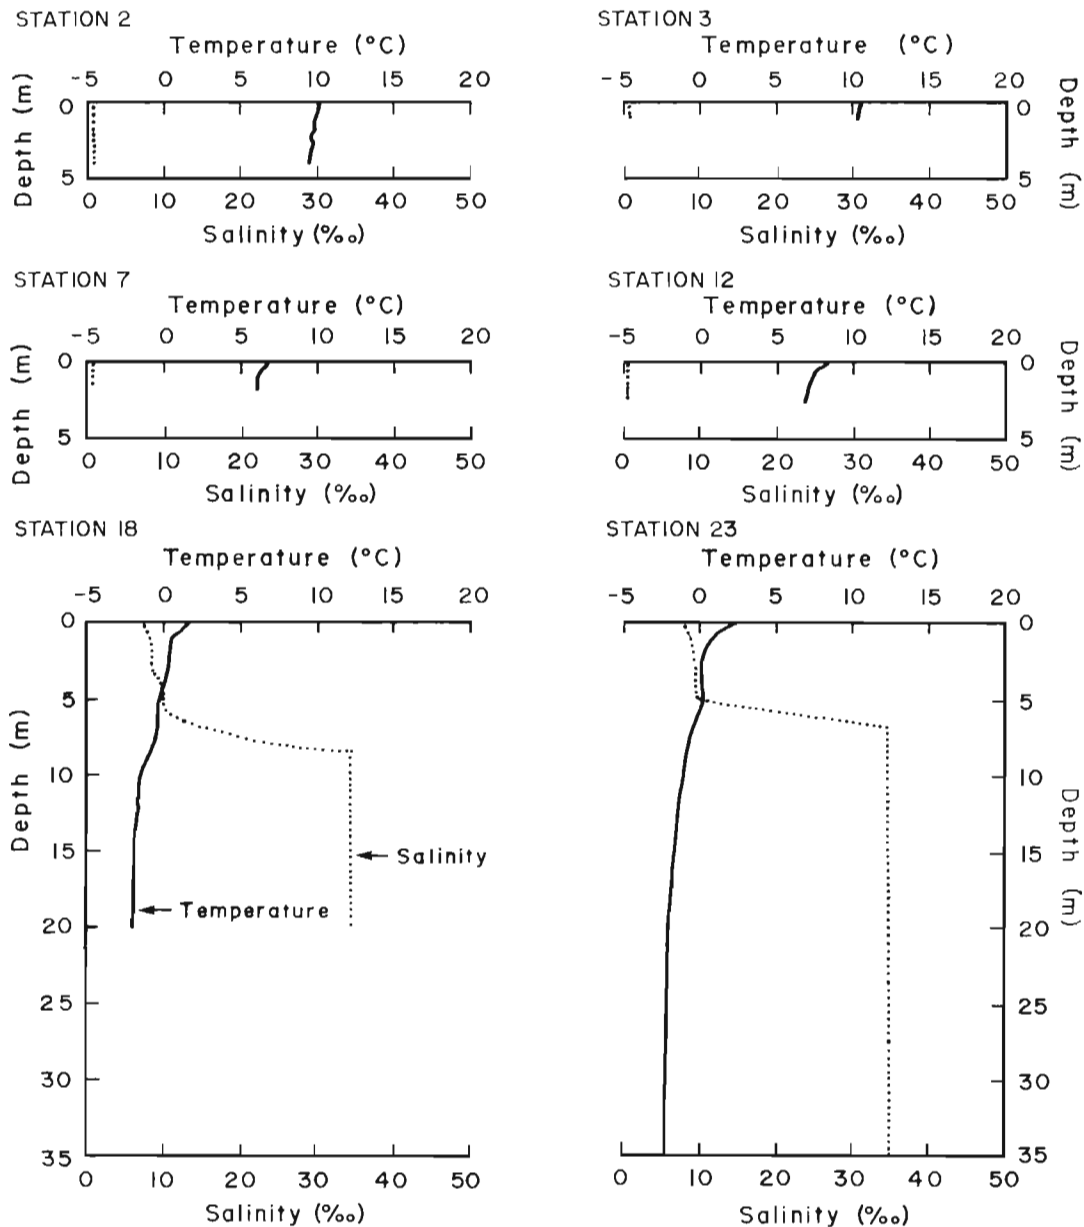 STATION 2
Temperature (°C)
-5 0 5 10 15 20
Depth (m)
0
5
0 10 20 30 40 50
Salinity (‰)
STATION 3
Temperature (°C)
-5 0 5 10 15 20
Depth (m)
0
5
0 10 20 30 40 50
Salinity (‰)
STATION 7
Temperature (°C)
-5 0 5 10 15 20
Depth (m)
0
5
0 10 20 30 40 50
Salinity (‰)
STATION 12
Temperature (°C)
-5 0 5 10 15 20
Depth (m)
0
5
0 10 20 30 40 50
Salinity (‰)
STATION 18
Temperature (°C)
-5 0 5 10 15 20
Depth (m)
0
5
10
15
20
25
30
35
Salinity
Temperature
0 10 20 30 40 50
Salinity (‰)
STATION 23
Temperature (°C)
-5 0 5 10 15 20
Depth (m)
0
5
10
15
20
25
30
35
0 10 20 30 40 50
Salinity (‰)